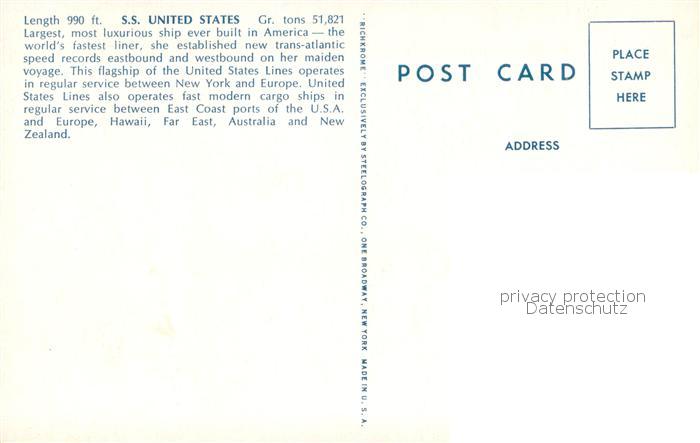 Length 990 ft. S.S. UNITED STATES Gr. tons 51,821
Largest, most luxurious ship ever built in America — the
world's fastest liner, she established new trans-atlantic
speed records eastbound and westbound on her maiden
voyage. This flagship of the United States Lines operates
in regular service between New York and Europe. United
States Lines also operates fast modern cargo ships in
regular service between East Coast ports of the U.S.A.
and Europe, Hawaii, Far East, Australia and New
Zealand.
"RICHKROME" EXCLUSIVELY BY STEELOGRAPH CO., ONE BROADWAY, NEW YORK MADE IN U.S.A.
POST CARD
PLACE
STAMP
HERE
ADDRESS
privacy protection
Datenschutz